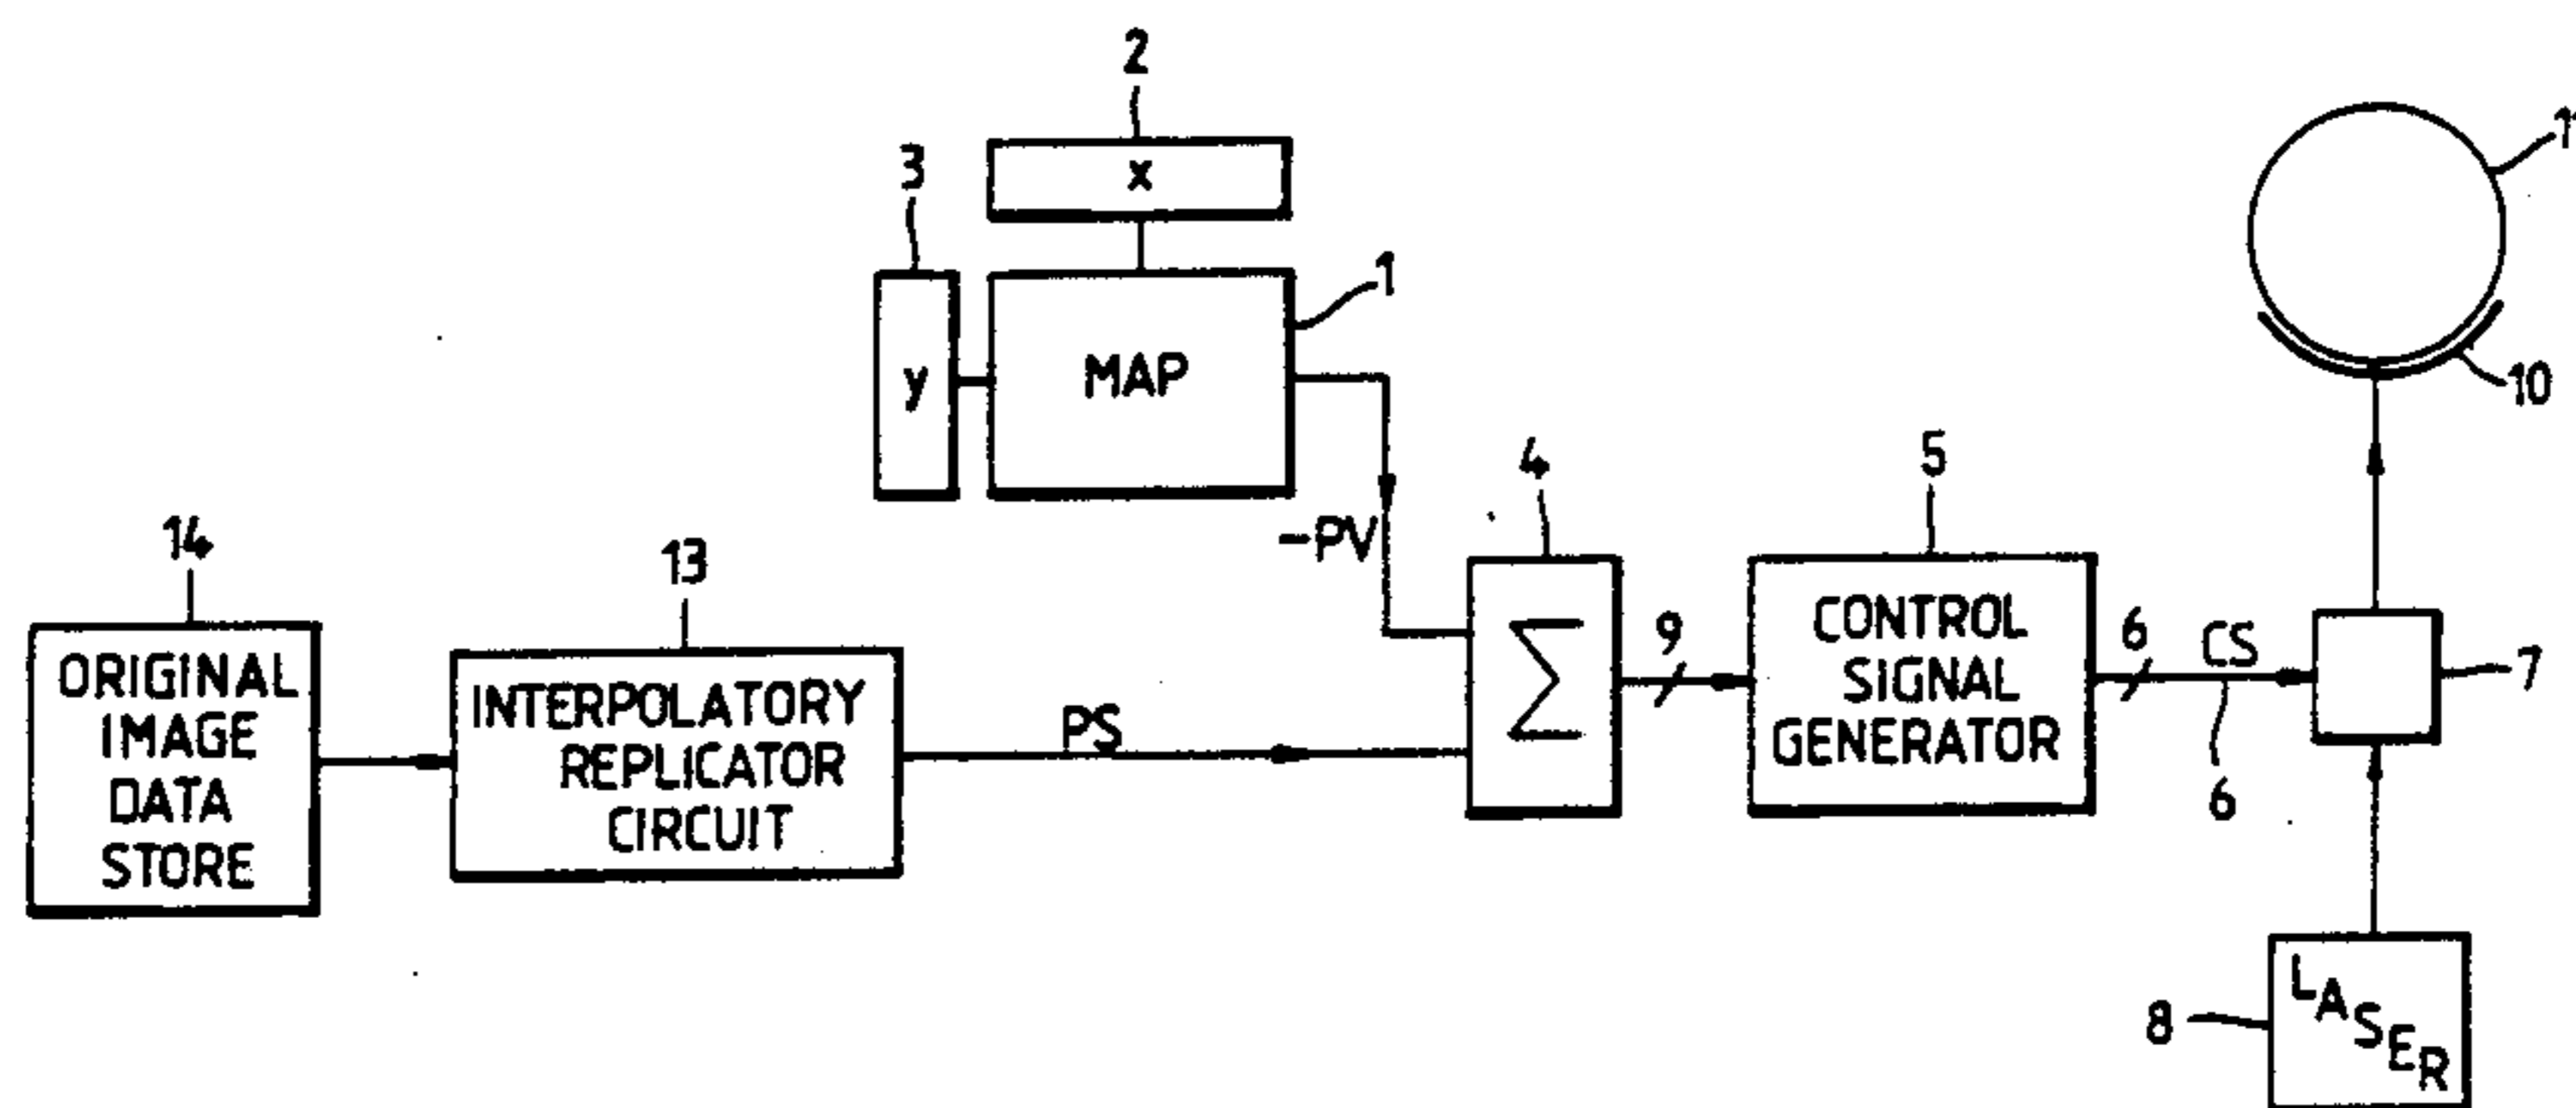 2
x
3
y
1
MAP
11
10
-PV
4
Σ
5
CONTROL
SIGNAL
GENERATOR
9
6
CS
6
7
14
ORIGINAL
IMAGE
DATA
STORE
13
INTERPOLATORY
REPLICATOR
CIRCUIT
PS
8
LASER